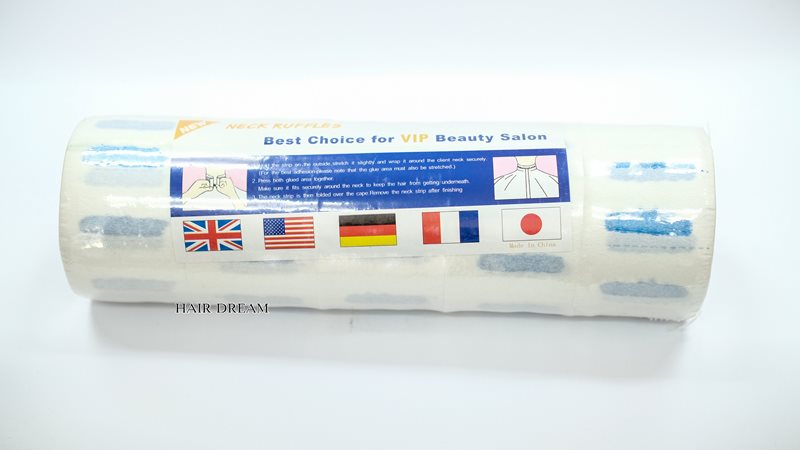 NEW
NECK RUFFLES
Best Choice for VIP Beauty Salon
the strip on the outside,stretch it slightly and wrap it around the client neck securely.
(For the best adhesion please note that the glue area must also be stretched.)
2. Press both glued area together.
Make sure it fits securely around the neck to keep the hair from getting underneath.
3. The neck strip is then folded over the cape.Remove the neck strip after finishing
Made In China
HAIR DREAM